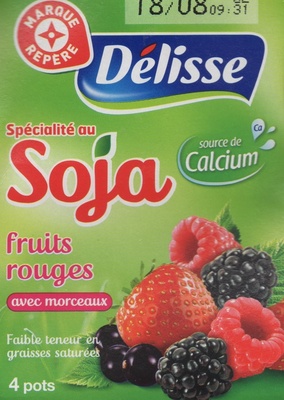 18/08 09:31
MARQUE
REPÈRE
Délisse
Spécialité au
Soja
source de
Calcium
Ca
fruits
rouges
avec morceaux
Faible teneur en
graisses saturées
4 pots